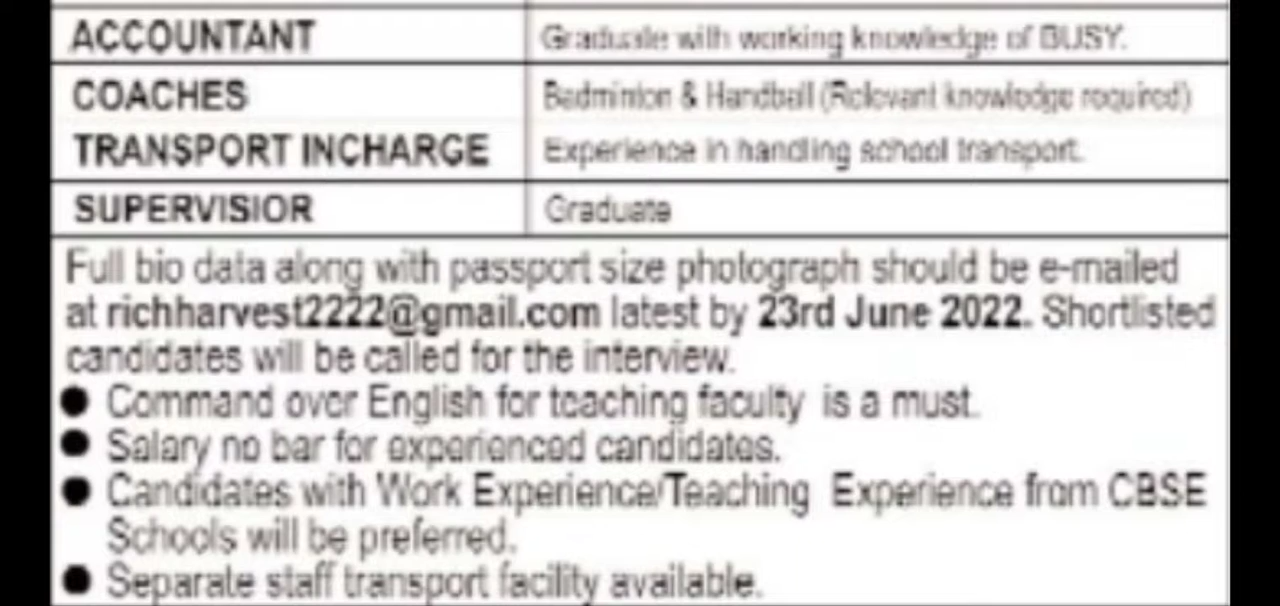 ACCOUNTANT Graduate with working knowledge of BUSY.
COACHES Badminton & Handball (Relevant knowledge required)
TRANSPORT INCHARGE Experience in handling school transport.
SUPERVISIOR Graduate
Full bio data along with passport size photograph should be e-mailed
at richharvest2222@gmail.com latest by 23rd June 2022. Shortlisted
candidates will be called for the interview.
● Command over English for teaching faculty is a must.
● Salary no bar for experienced candidates.
● Candidates with Work Experience/Teaching Experience from CBSE
Schools will be preferred.
● Separate staff transport facility available.